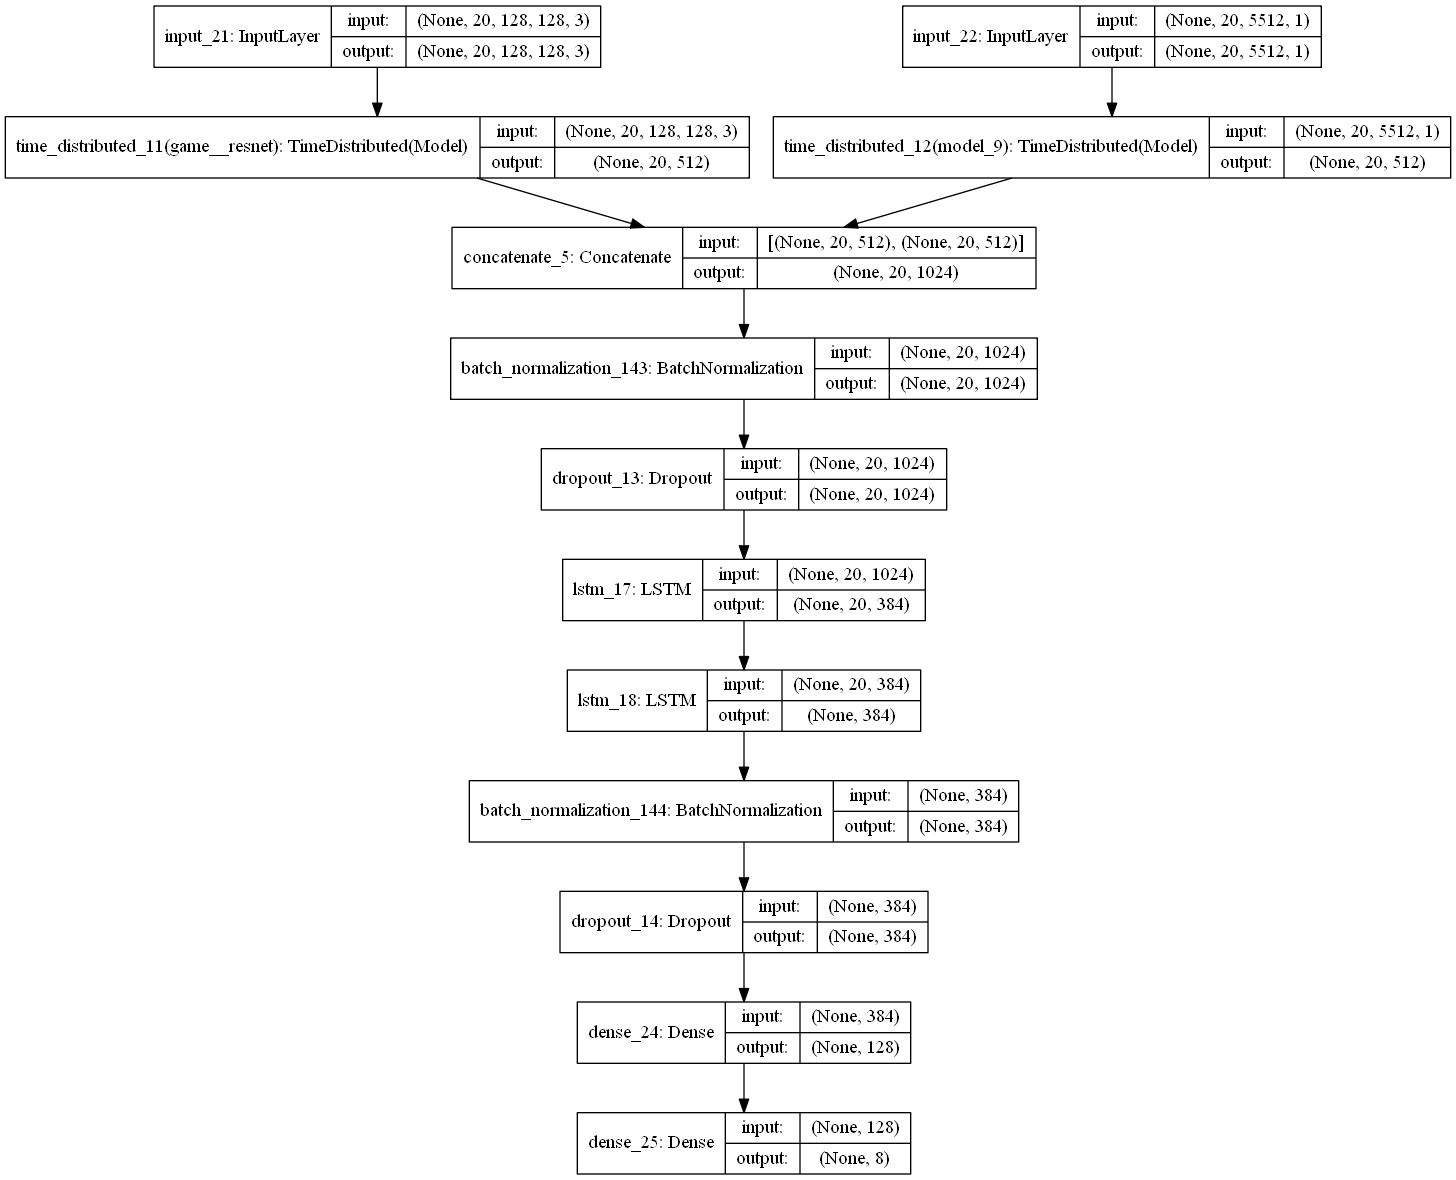 input_21: InputLayer
input:
(None, 20, 128, 128, 3)
output:
(None, 20, 128, 128, 3)
input_22: InputLayer
input:
(None, 20, 5512, 1)
output:
(None, 20, 5512, 1)
time_distributed_11(game__resnet): TimeDistributed(Model)
input:
(None, 20, 128, 128, 3)
output:
(None, 20, 512)
time_distributed_12(model_9): TimeDistributed(Model)
input:
(None, 20, 5512, 1)
output:
(None, 20, 512)
concatenate_5: Concatenate
input:
[(None, 20, 512), (None, 20, 512)]
output:
(None, 20, 1024)
batch_normalization_143: BatchNormalization
input:
(None, 20, 1024)
output:
(None, 20, 1024)
dropout_13: Dropout
input:
(None, 20, 1024)
output:
(None, 20, 1024)
lstm_17: LSTM
input:
(None, 20, 1024)
output:
(None, 20, 384)
lstm_18: LSTM
input:
(None, 20, 384)
output:
(None, 384)
batch_normalization_144: BatchNormalization
input:
(None, 384)
output:
(None, 384)
dropout_14: Dropout
input:
(None, 384)
output:
(None, 384)
dense_24: Dense
input:
(None, 384)
output:
(None, 128)
dense_25: Dense
input:
(None, 128)
output:
(None, 8)